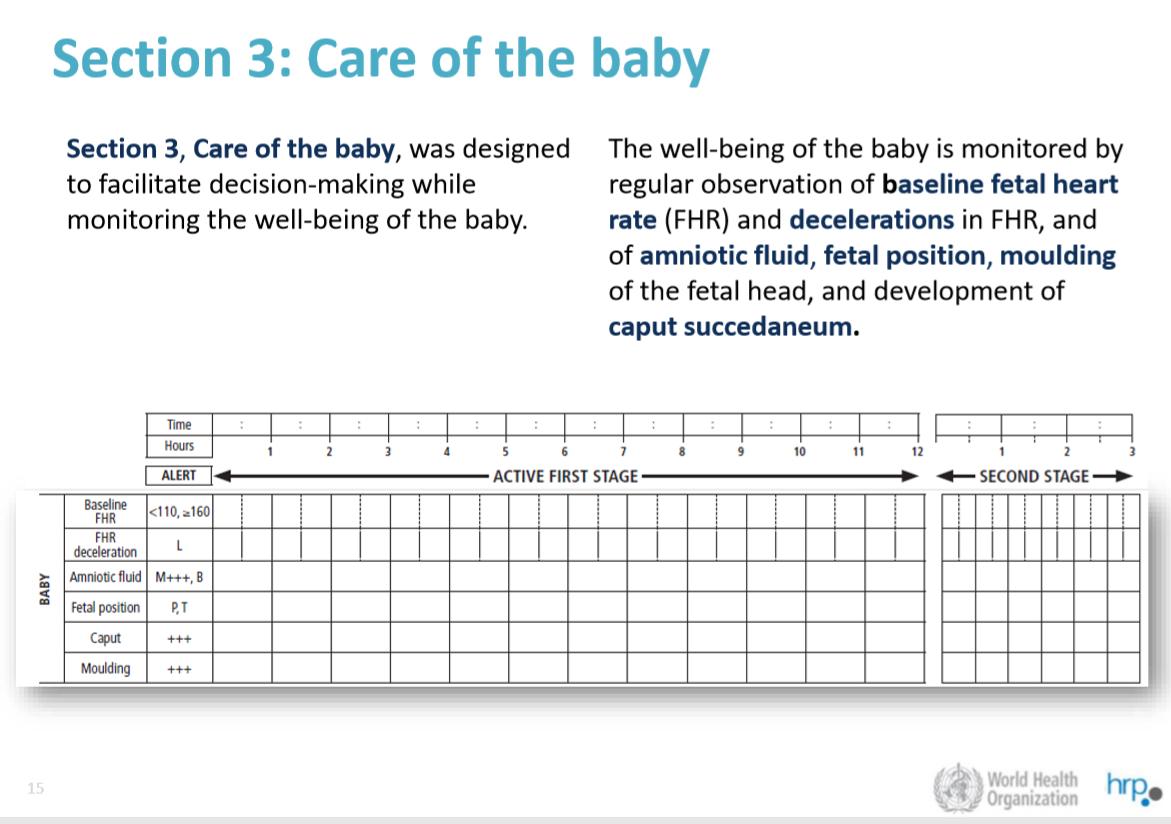 Section 3: Care of the baby
Section 3, Care of the baby, was designed
to facilitate decision-making while
monitoring the well-being of the baby.
The well-being of the baby is monitored by
regular observation of baseline fetal heart
rate (FHR) and decelerations in FHR, and
of amniotic fluid, fetal position, moulding
of the fetal head, and development of
caput succedaneum.
Time : : : : : : : : : : : : : : :
Hours 1 2 3 4 5 6 7 8 9 10 11 12 1 2 3
ALERT ACTIVE FIRST STAGE SECOND STAGE
BABY
Baseline
FHR <110, ≥160
FHR
deceleration L
Amniotic fluid M+++, B
Fetal position P, T
Caput +++
Moulding +++
15
World Health
Organization
hrp.